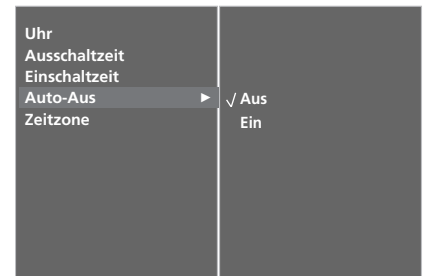 Uhr
Ausschaltzeit
Einschaltzeit
Auto-Aus ► √ Aus
Zeitzone
Ein